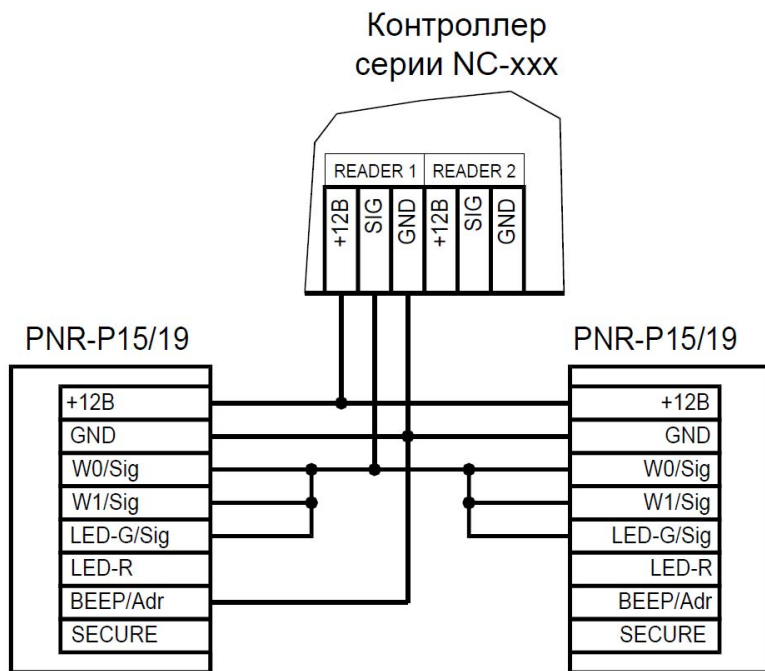 Контроллер
серии NC-xxx
READER 1 READER 2
+12В SIG GND +12В SIG GND
PNR-P15/19 PNR-P15/19
+12В +12В
GND GND
W0/Sig W0/Sig
W1/Sig W1/Sig
LED-G/Sig LED-G/Sig
LED-R LED-R
BEEP/Adr BEEP/Adr
SECURE SECURE